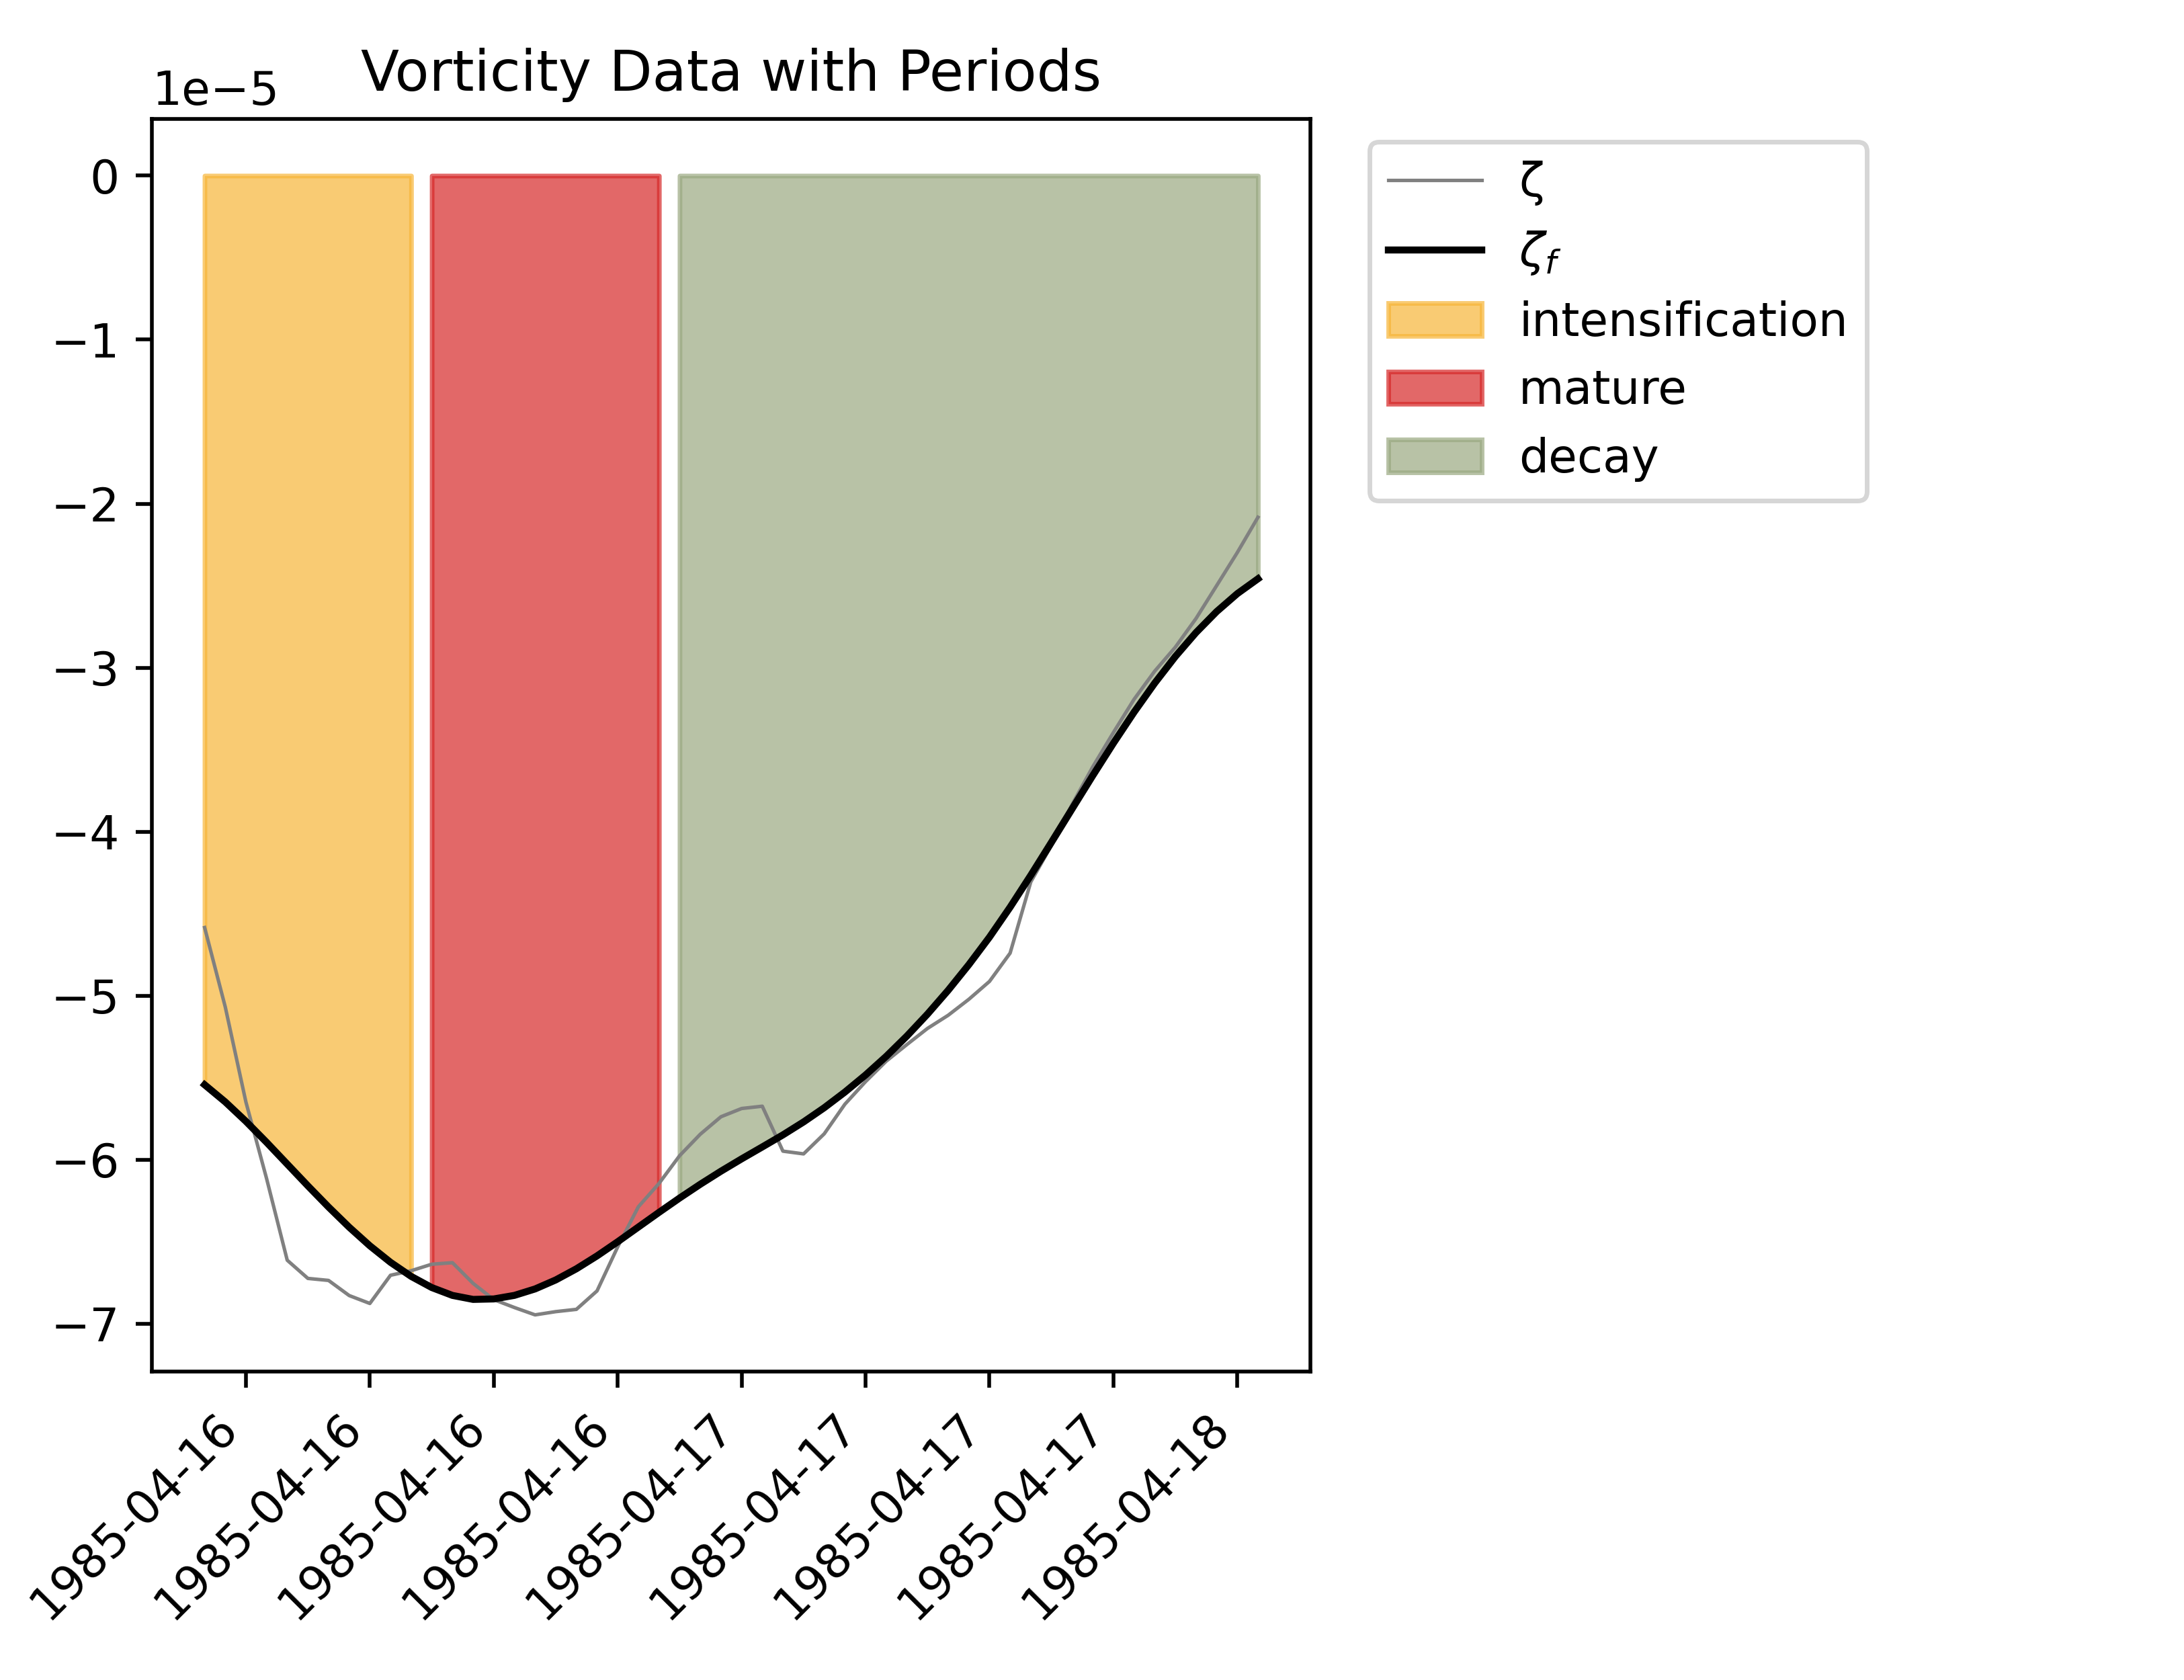 Vorticity Data with Periods
1e−5
0
−1
−2
−3
−4
−5
−6
−7
1985-04-16
1985-04-16
1985-04-16
1985-04-16
1985-04-17
1985-04-17
1985-04-17
1985-04-17
1985-04-18
ζ
ζf
intensification
mature
decay